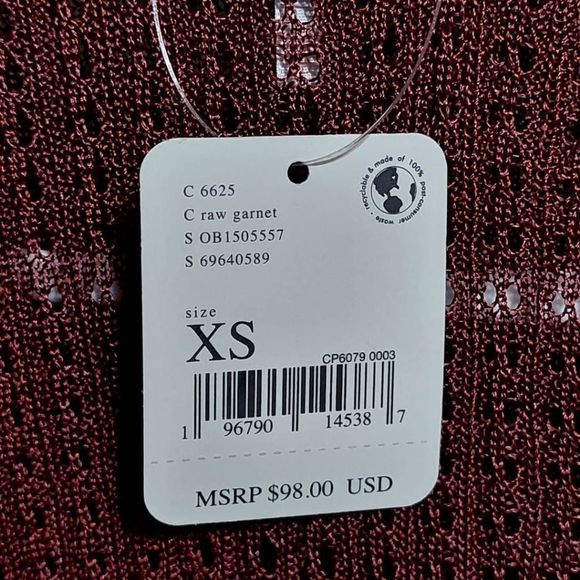 C 6625
C raw garnet
S OB1505557
S 69640589
recyclable & made of 100% post-consumer waste •
size
XS
CP6079 0003
1 96790 14538 7
MSRP $98.00 USD